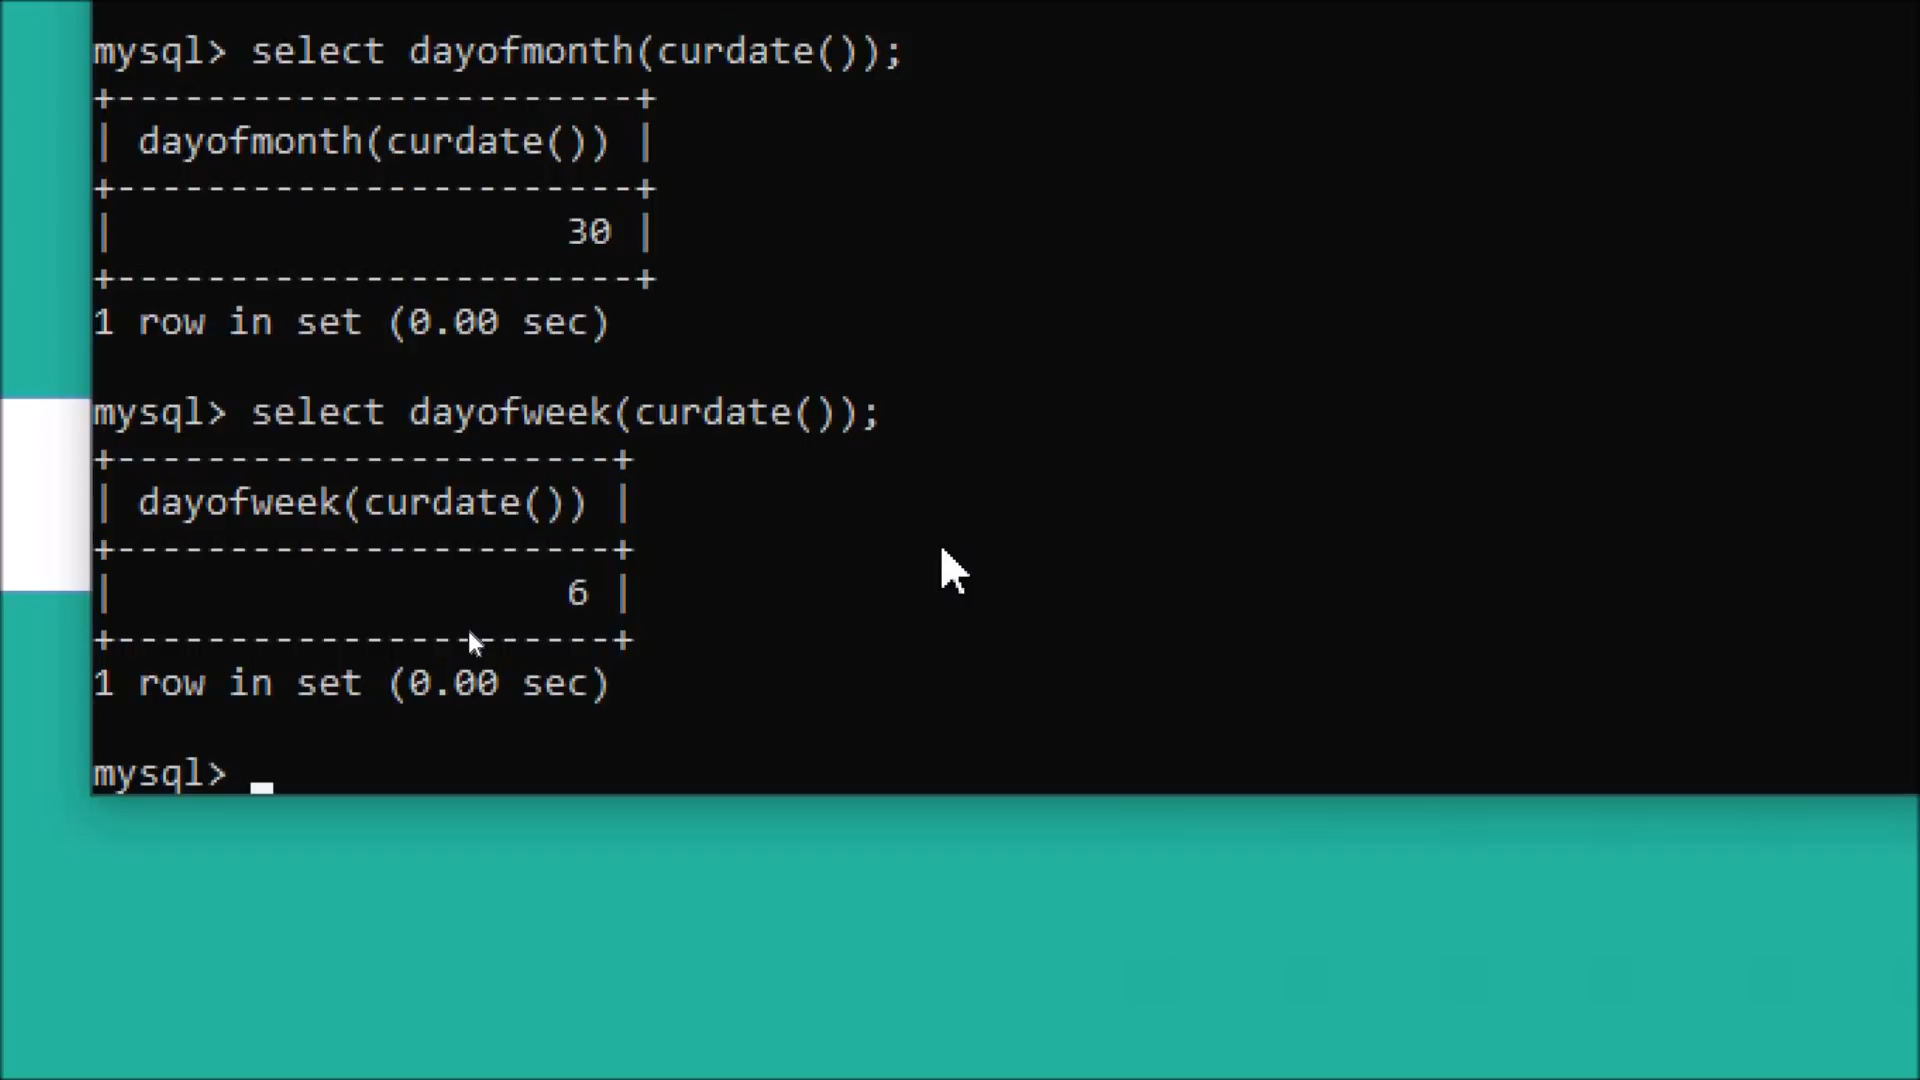 mysql> select dayofmonth(curdate());
+-----------------------+
| dayofmonth(curdate()) |
+-----------------------+
|                    30 |
+-----------------------+
1 row in set (0.00 sec)
mysql> select dayofweek(curdate());
+----------------------+
| dayofweek(curdate()) |
+----------------------+
|                    6 |
+----------------------+
1 row in set (0.00 sec)
mysql>